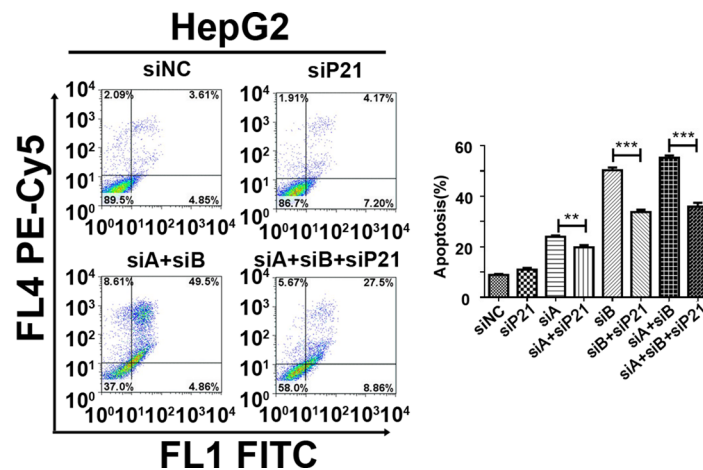 HepG2
siNC
siP21
10⁴
10³
10²
10¹
10⁰
2.09%
3.61%
89.5%
4.85%
10⁰10¹10²10³10⁴
10⁴
10³
10²
10¹
10⁰
1.91%
4.17%
86.7%
7.20%
10⁰10¹10²10³10⁴
siA+siB
siA+siB+siP21
10⁴
10³
10²
10¹
10⁰
8.61%
49.5%
37.0%
4.86%
10⁰10¹10²10³10⁴
10⁴
10³
10²
10¹
10⁰
5.67%
27.5%
58.0%
8.86%
10⁰10¹10²10³10⁴
FL4 PE-Cy5
FL1 FITC
Apoptosis(%)
60
40
20
0
**
***
***
siNC
siP21
siA
siA+siP21
siB
siB+siP21
siA+siB
siA+siB+siP21